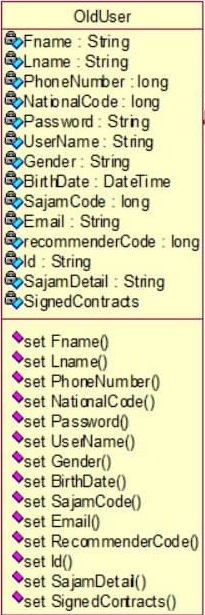 OldUser
Fname : String
Lname : String
PhoneNumber : long
NationalCode : long
Password : String
UserName : String
Gender : String
BirthDate : DateTime
SajamCode : long
Email : String
recommenderCode : long
Id : String
SajamDetail : String
SignedContracts
set Fname()
set Lname()
set PhoneNumber()
set NationalCode()
set Password()
set UserName()
set Gender()
set BirthDate()
set SajamCode()
set Email()
set RecommenderCode()
set Id()
set SajamDetail()
set SignedContracts()